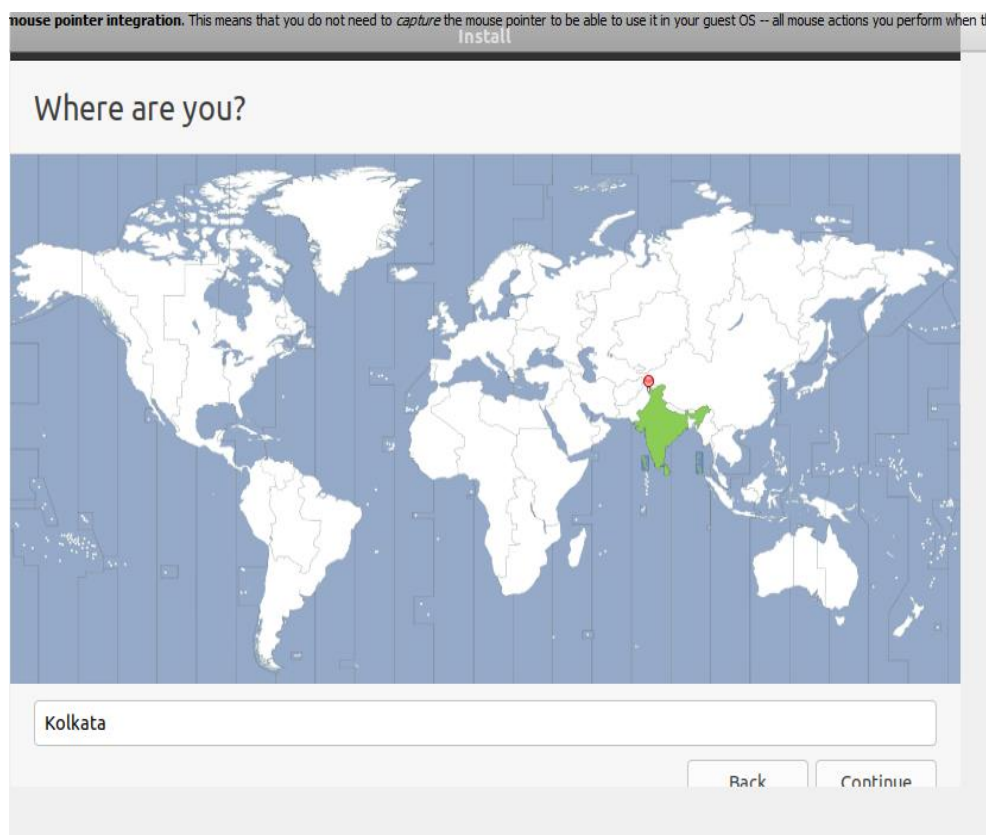 mouse pointer integration. This means that you do not need to capture the mouse pointer to be able to use it in your guest OS -- all mouse actions you perform when th
Install
Where are you?
Kolkata
Back Continue